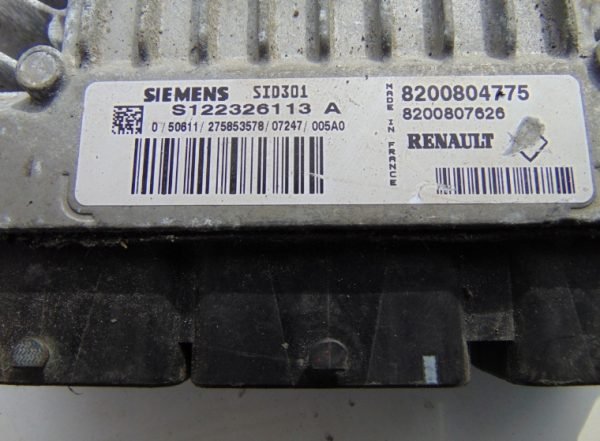 SIEMENS SID301
S122326113 A
0/50611/275853578/07247/005A0
MADE IN FRANCE
8200804775
8200807626
RENAULT